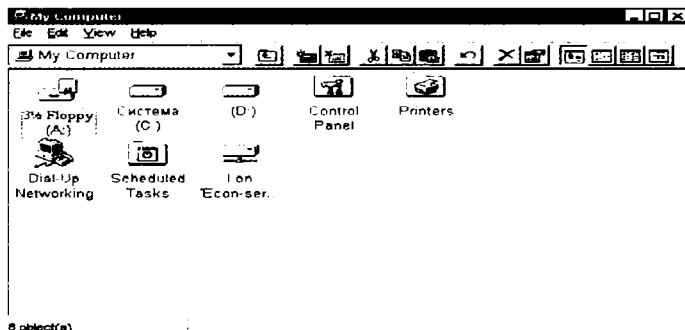 My Computer
File Edit View Help
My Computer
3½ Floppy (A:)
Система (C:)
(D:)
Control Panel
Printers
Dial-Up Networking
Scheduled Tasks
I on 'Econ-ser...
8 object(s)